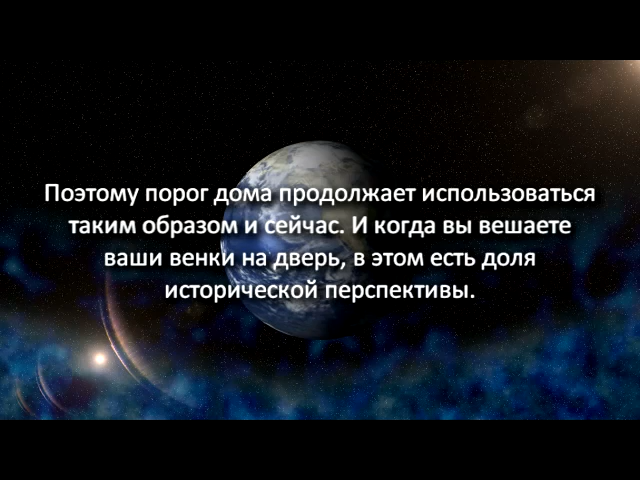 Поэтому порог дома продолжает использоваться
таким образом и сейчас. И когда вы вешаете
ваши венки на дверь, в этом есть доля
исторической перспективы.